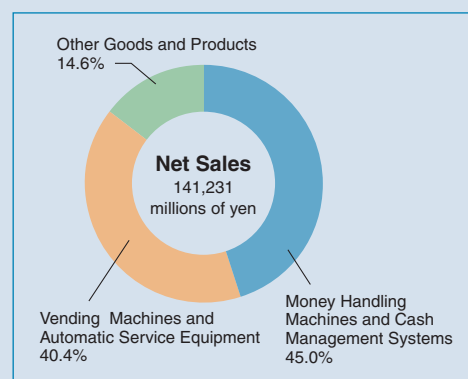 Other Goods and Products
14.6%
Net Sales
141,231
millions of yen
Vending Machines and
Automatic Service Equipment
40.4%
Money Handling
Machines and Cash
Management Systems
45.0%